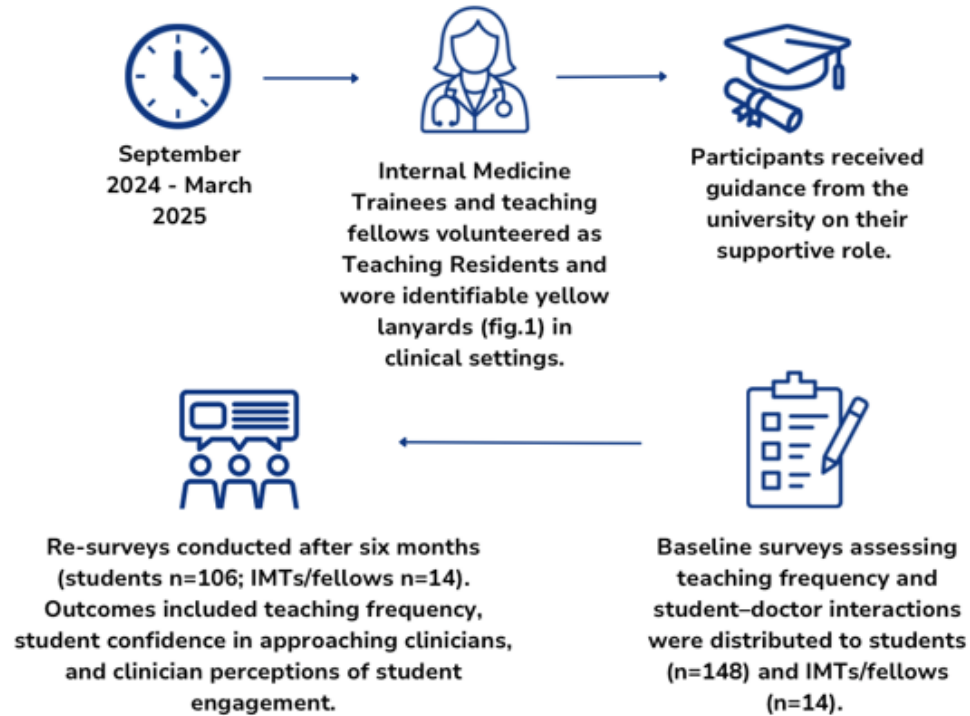 September
2024 - March
2025
Internal Medicine
Trainees and teaching
fellows volunteered as
Teaching Residents and
wore identifiable yellow
lanyards (fig.1) in
clinical settings.
Participants received
guidance from the
university on their
supportive role.
Baseline surveys assessing
teaching frequency and
student–doctor interactions
were distributed to students
(n=148) and IMTs/fellows
(n=14).
Re-surveys conducted after six months
(students n=106; IMTs/fellows n=14).
Outcomes included teaching frequency,
student confidence in approaching clinicians,
and clinician perceptions of student
engagement.